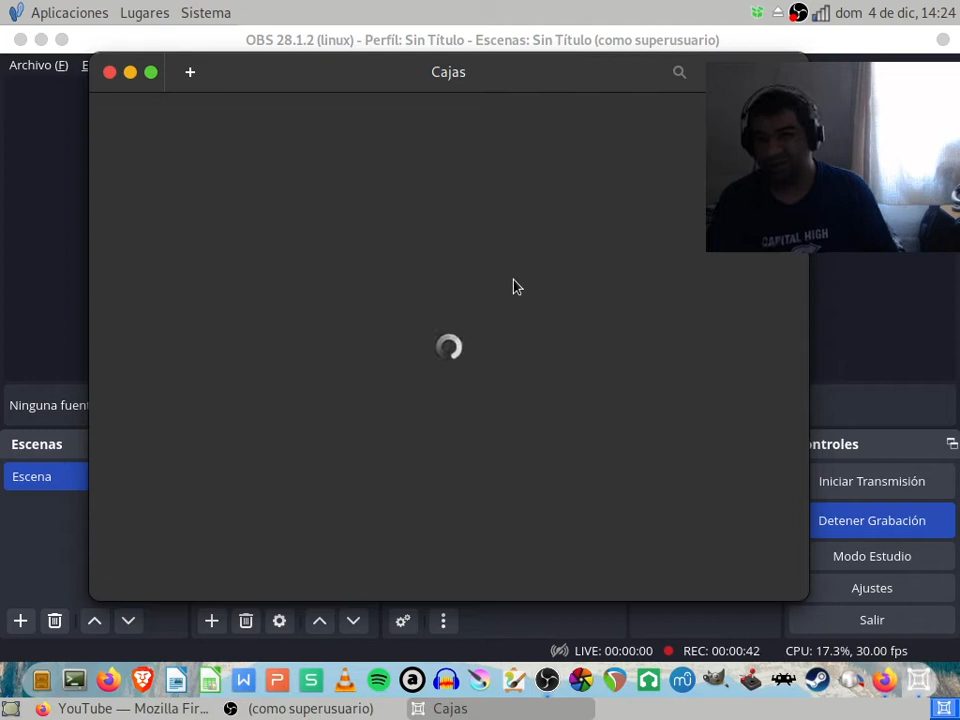 Aplicaciones Lugares Sistema dom 4 de dic, 14:24
OBS 28.1.2 (linux) - Perfíl: Sin Título - Escenas: Sin Título (como superusuario)
Archivo (F) E
Cajas
CAPITAL HIGH
Ninguna fuent
Escenas ontroles
Escena
Iniciar Transmisión
Detener Grabación
Modo Estudio
Ajustes
Salir
LIVE: 00:00:00 REC: 00:00:42 CPU: 17.3%, 30.00 fps
W P S a mu
YouTube — Mozilla Fir... (como superusuario) Cajas